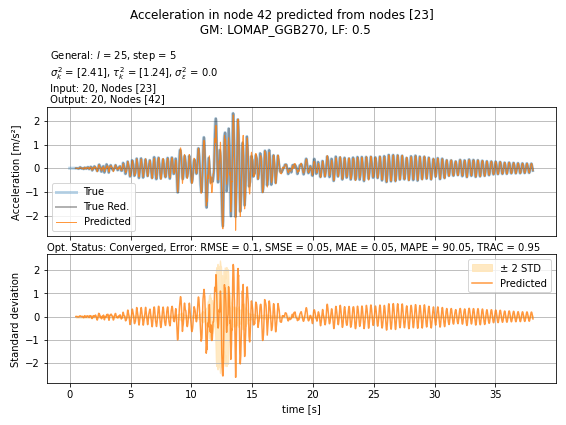 Acceleration in node 42 predicted from nodes [23]
GM: LOMAP_GGB270, LF: 0.5
General: l = 25, step = 5
σ²ₖ = [2.41], τ²ₖ = [1.24], σ²ε = 0.0
Input: 20, Nodes [23]
Output: 20, Nodes [42]
Acceleration [m/s²]
2
1
0
−1
−2
True
True Red.
Predicted
Opt. Status: Converged, Error: RMSE = 0.1, SMSE = 0.05, MAE = 0.05, MAPE = 90.05, TRAC = 0.95
Standard deviation
2
1
0
−1
−2
± 2 STD
Predicted
0 5 10 15 20 25 30 35
time [s]